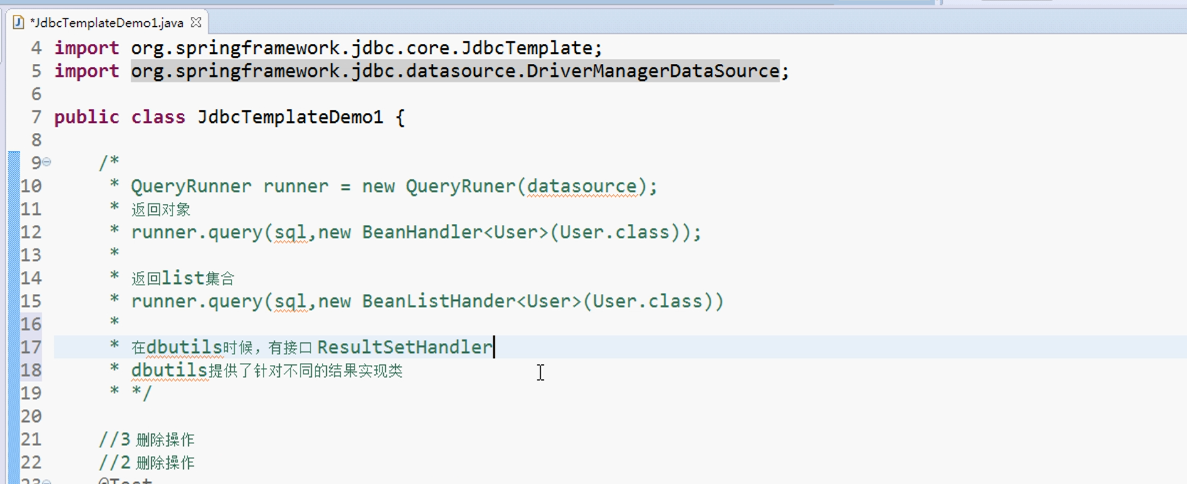 *JdbcTemplateDemo1.java
4 import org.springframework.jdbc.core.JdbcTemplate;
5 import org.springframework.jdbc.datasource.DriverManagerDataSource;
6
7 public class JdbcTemplateDemo1 {
8
9 /*
10 * QueryRunner runner = new QueryRuner(datasource);
11 * 返回对象
12 * runner.query(sql,new BeanHandler<User>(User.class));
13 *
14 * 返回list集合
15 * runner.query(sql,new BeanListHander<User>(User.class))
16 *
17 * 在dbutils时候，有接口 ResultSetHandler
18 * dbutils提供了针对不同的结果实现类
19 * */
20
21 //3 删除操作
22 //2 删除操作
23 @Test